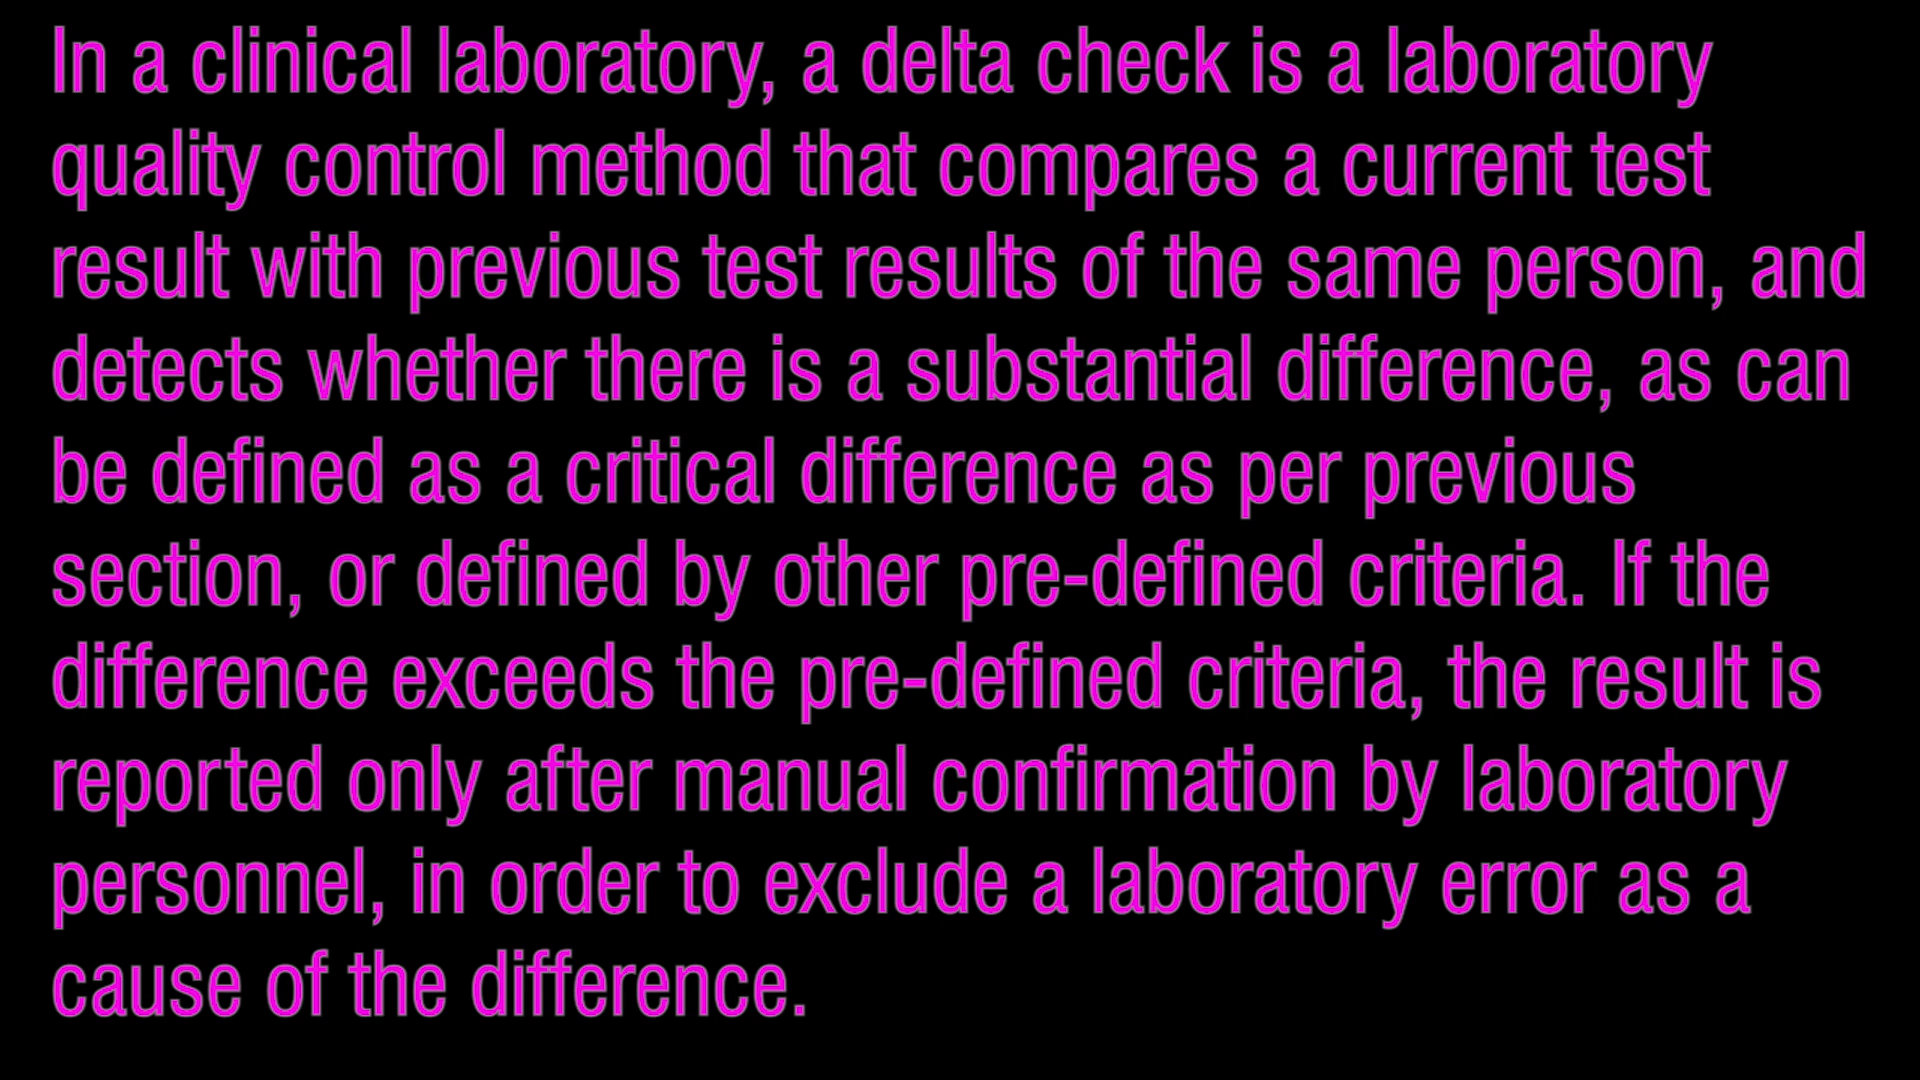 In a clinical laboratory, a delta check is a laboratory
quality control method that compares a current test
result with previous test results of the same person, and
detects whether there is a substantial difference, as can
be defined as a critical difference as per previous
section, or defined by other pre-defined criteria. If the
difference exceeds the pre-defined criteria, the result is
reported only after manual confirmation by laboratory
personnel, in order to exclude a laboratory error as a
cause of the difference.